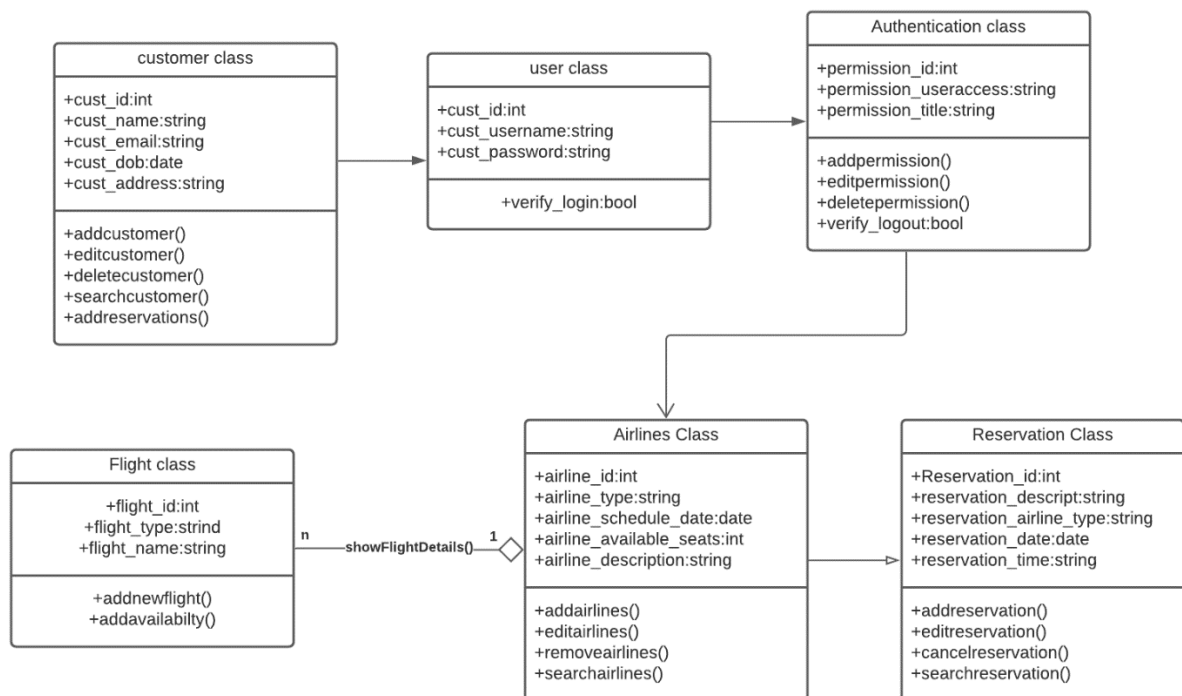 customer class
+cust_id:int
+cust_name:string
+cust_email:string
+cust_dob:date
+cust_address:string
+addcustomer()
+editcustomer()
+deletecustomer()
+searchcustomer()
+addreservations()
user class
+cust_id:int
+cust_username:string
+cust_password:string
+verify_login:bool
Authentication class
+permission_id:int
+permission_useraccess:string
+permission_title:string
+addpermission()
+editpermission()
+deletepermission()
+verify_logout:bool
Flight class
+flight_id:int
+flight_type:strind
+flight_name:string
+addnewflight()
+addavailabilty()
n
showFlightDetails()
1
Airlines Class
+airline_id:int
+airline_type:string
+airline_schedule_date:date
+airline_available_seats:int
+airline_description:string
+addairlines()
+editairlines()
+removeairlines()
+searchairlines()
Reservation Class
+Reservation_id:int
+reservation_descript:string
+reservation_airline_type:string
+reservation_date:date
+reservation_time:string
+addreservation()
+editreservation()
+cancelreservation()
+searchreservation()